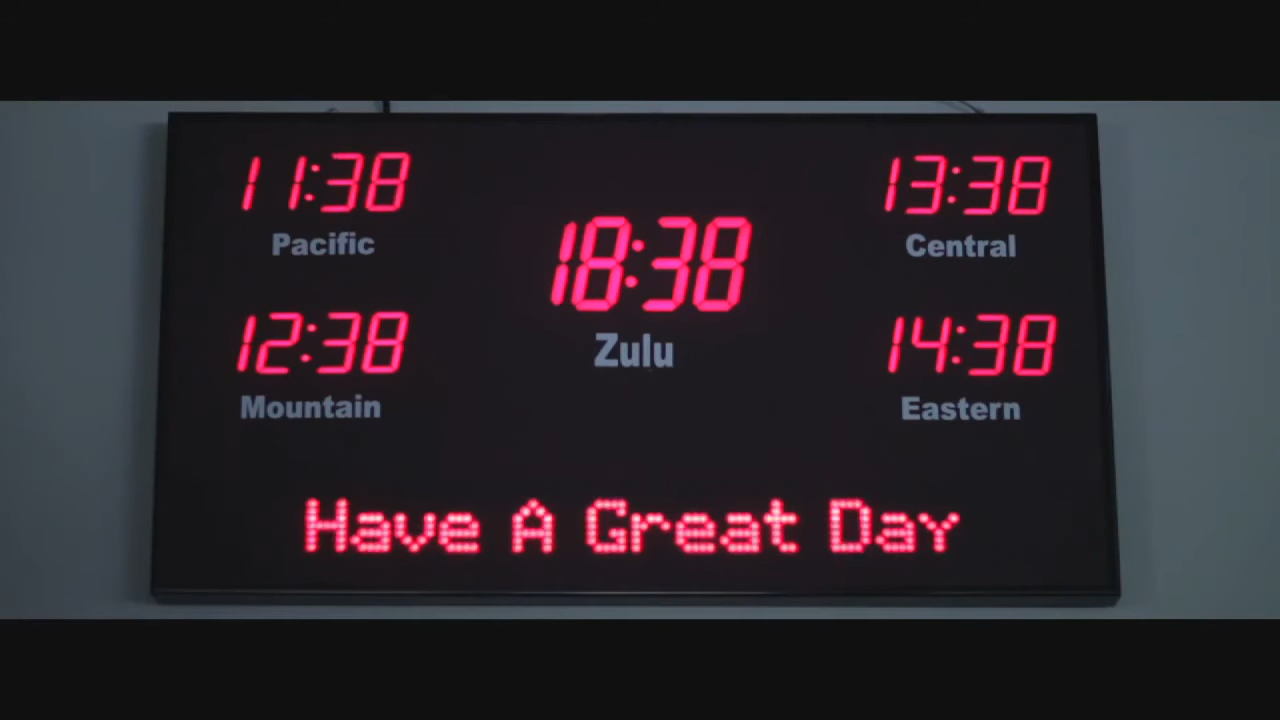 11:38
Pacific
13:38
Central
18:38
Zulu
12:38
Mountain
14:38
Eastern
Have A Great Day